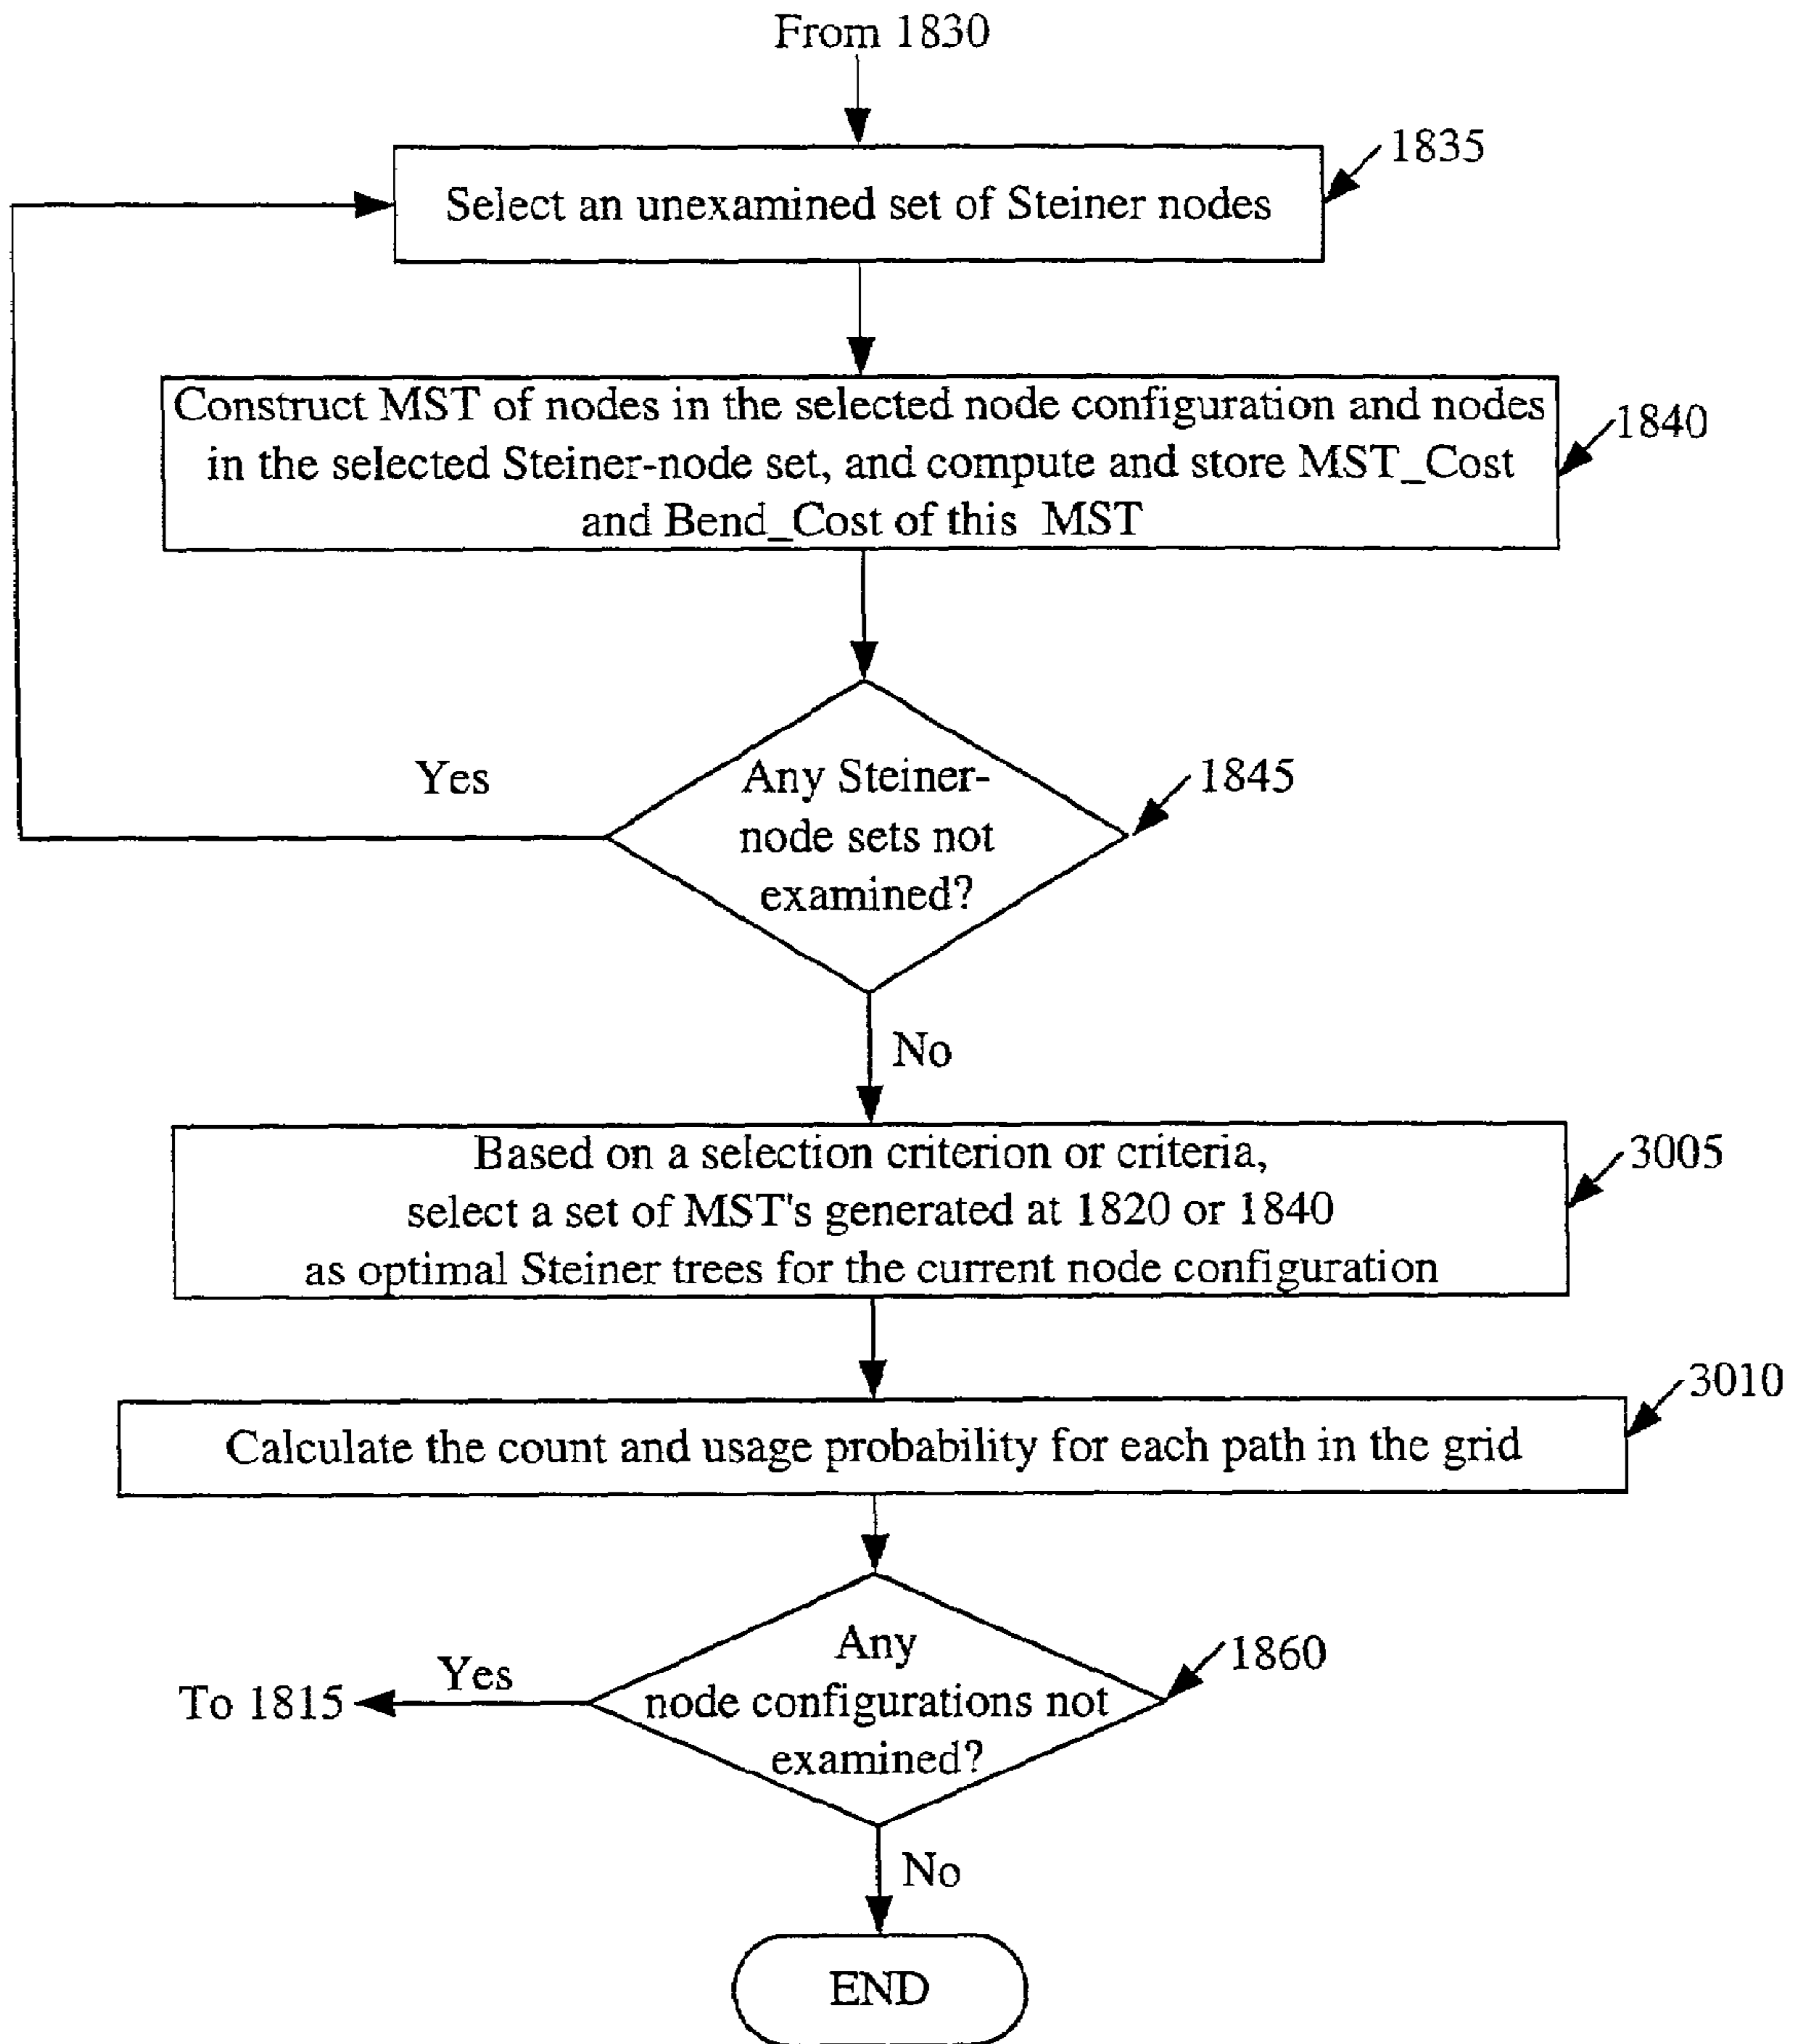 From 1830
1835
Select an unexamined set of Steiner nodes
Construct MST of nodes in the selected node configuration and nodes
in the selected Steiner-node set, and compute and store MST_Cost
and Bend_Cost of this MST
1840
Yes
Any Steiner-
node sets not
examined?
1845
No
Based on a selection criterion or criteria,
select a set of MST's generated at 1820 or 1840
as optimal Steiner trees for the current node configuration
3005
3010
Calculate the count and usage probability for each path in the grid
Any
node configurations not
examined?
1860
Yes
To 1815
No
END